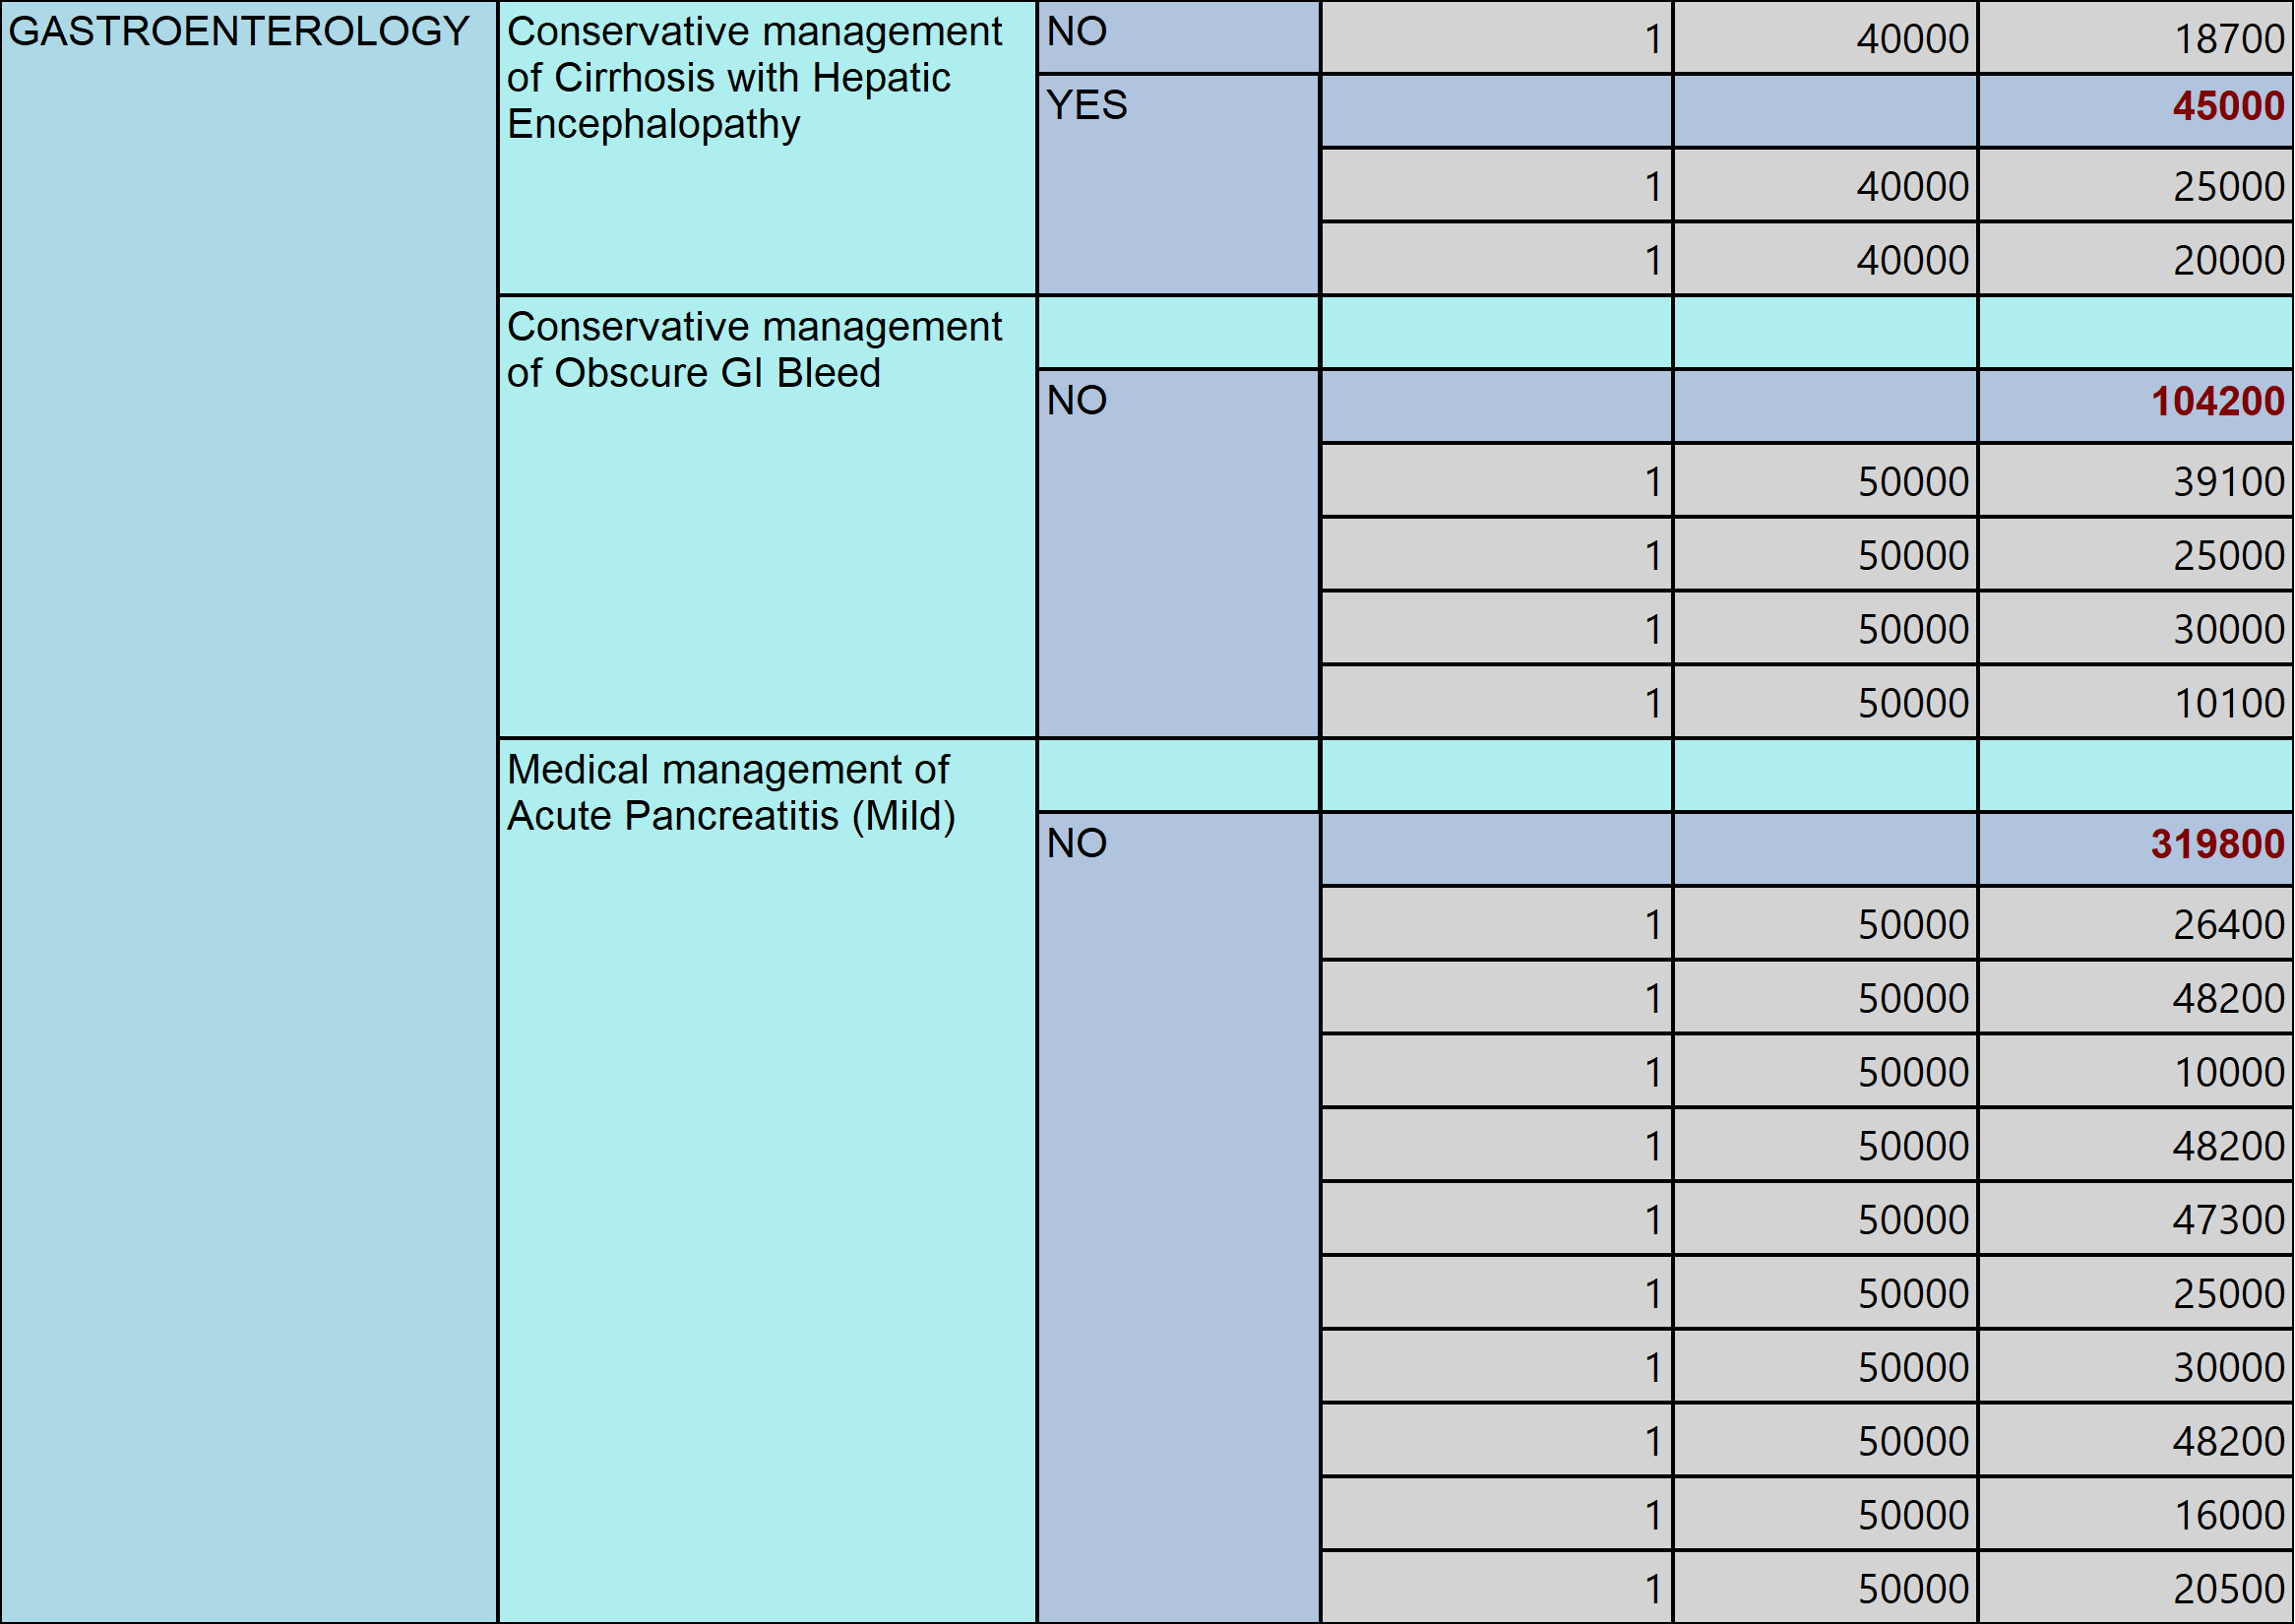 GASTROENTEROLOGY Conservative management NO 1 40000 18700
of Cirrhosis with Hepatic
Encephalopathy YES 45000
1 40000 25000
1 40000 20000
Conservative management
of Obscure GI Bleed
NO 104200
1 50000 39100
1 50000 25000
1 50000 30000
1 50000 10100
Medical management of
Acute Pancreatitis (Mild)
NO 319800
1 50000 26400
1 50000 48200
1 50000 10000
1 50000 48200
1 50000 47300
1 50000 25000
1 50000 30000
1 50000 48200
1 50000 16000
1 50000 20500